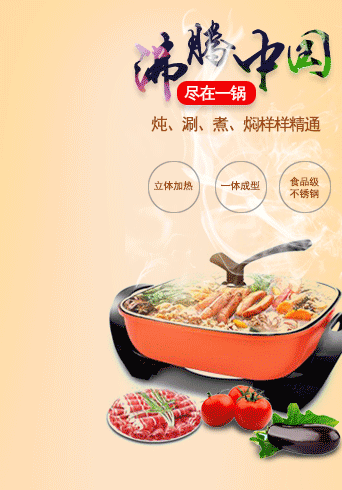 沸腾中国
尽在一锅
炖、涮、煮、焖样样精通
立体加热
一体成型
食品级
不锈钢